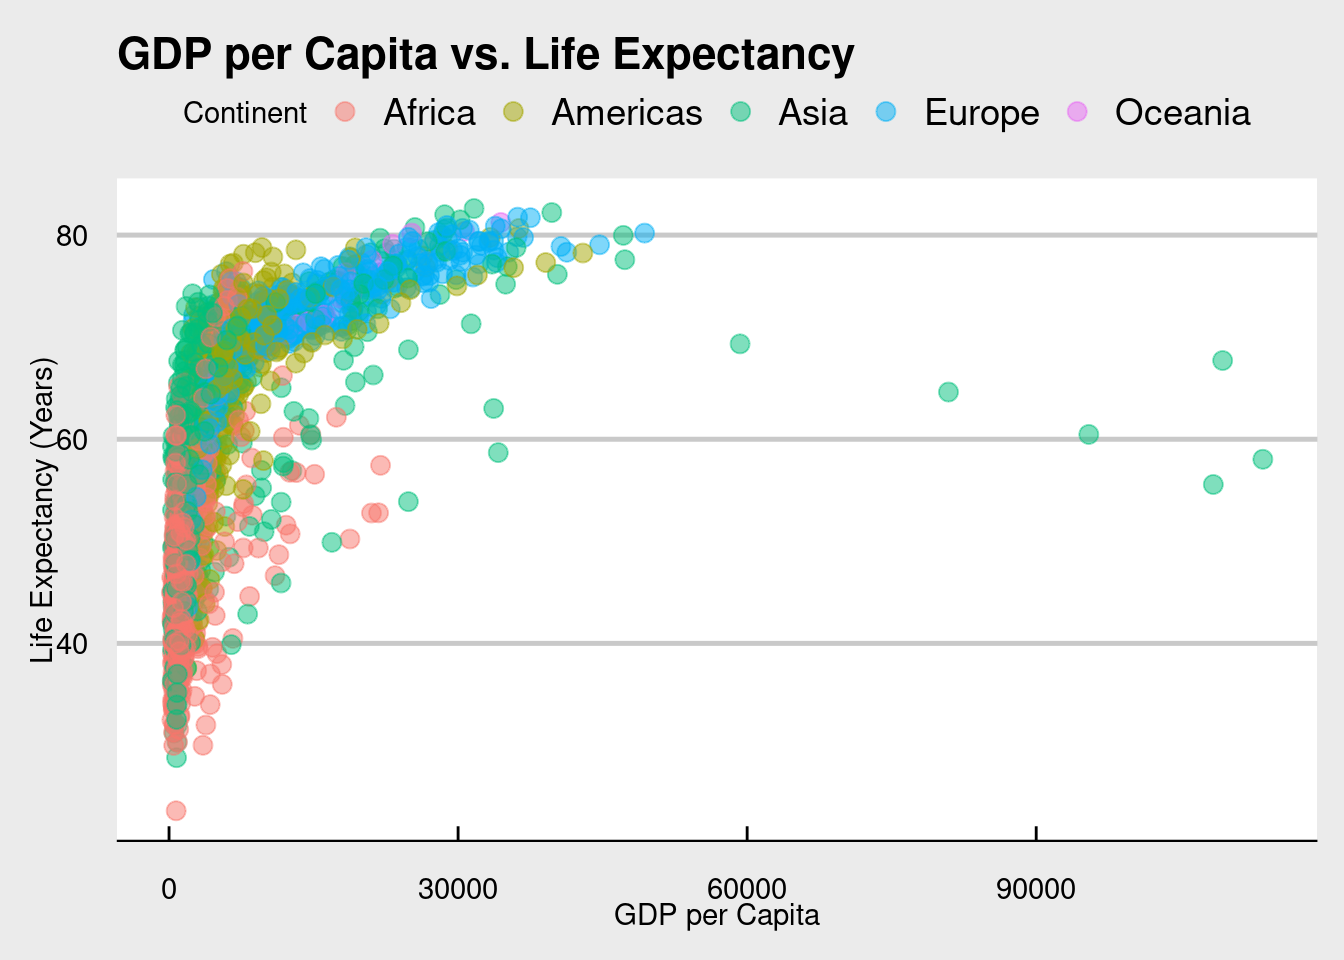 GDP per Capita vs. Life Expectancy
Continent Africa Americas Asia Europe Oceania
Life Expectancy (Years)
80
60
40
0 30000 60000 90000
GDP per Capita